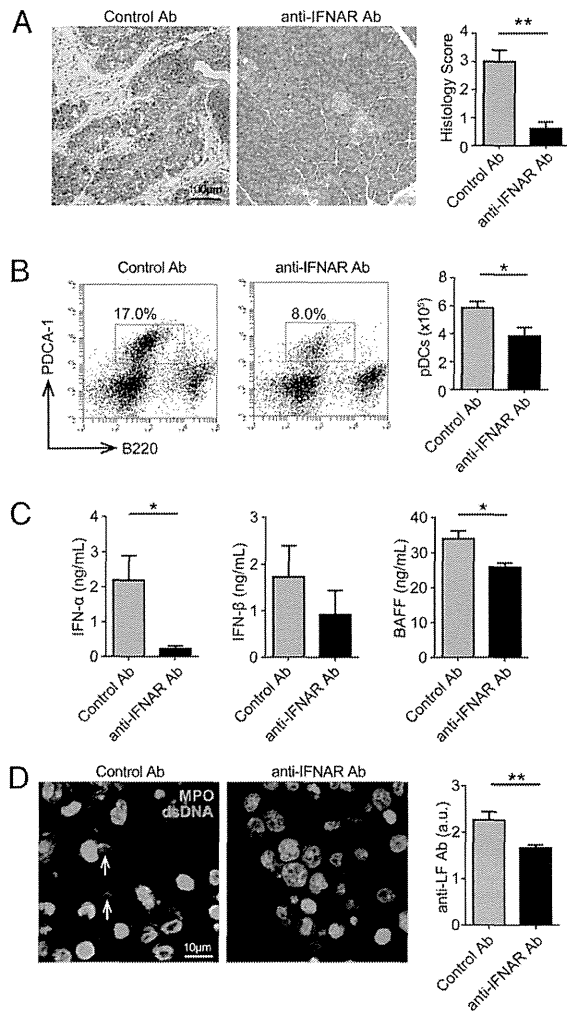 A
Control Ab
anti-IFNAR Ab
100µm
Histology Score
4
3
2
1
0
**
Control Ab
anti-IFNAR Ab
B
Control Ab
anti-IFNAR Ab
17.0%
8.0%
PDCA-1
B220
pDCs (x10⁵)
8
6
4
2
0
*
Control Ab
anti-IFNAR Ab
C
IFN-α (ng/mL)
4
3
2
1
0
*
Control Ab
anti-IFNAR Ab
IFN-β (ng/mL)
3
2
1
0
Control Ab
anti-IFNAR Ab
BAFF (ng/mL)
40
30
20
10
0
*
Control Ab
anti-IFNAR Ab
D
Control Ab
anti-IFNAR Ab
MPO
dsDNA
10µm
anti-LF Ab (a.u.)
3
2
1
0
**
Control Ab
anti-IFNAR Ab